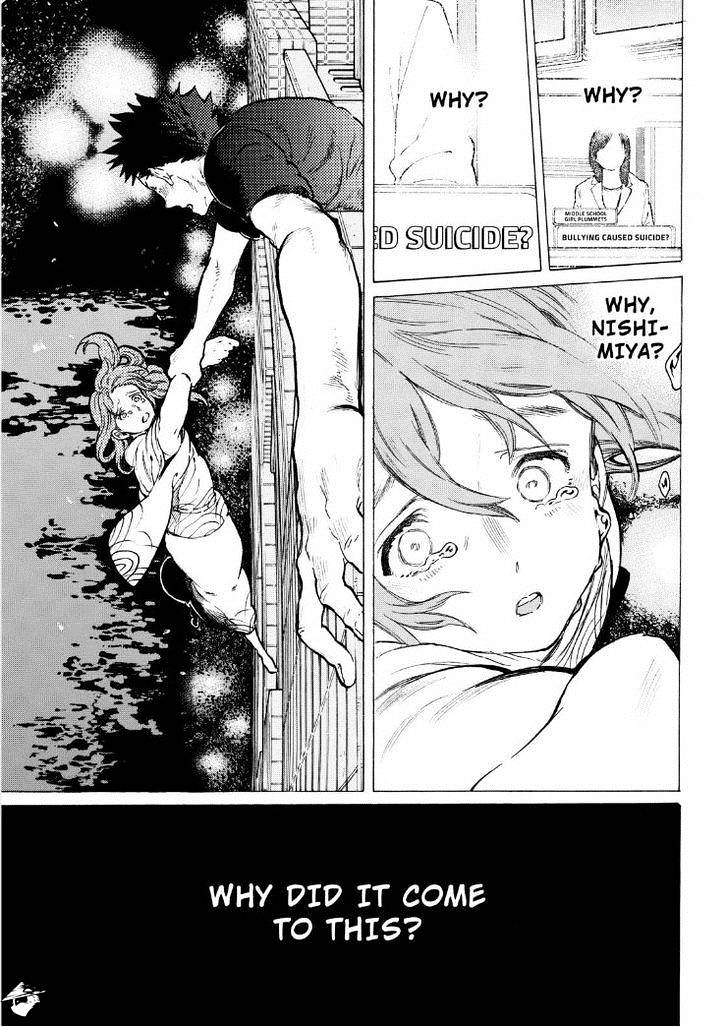 WHY?
WHY?
MIDDLE SCHOOL
GIRL PLUMMETS
BULLYING CAUSED SUICIDE?
ED SUICIDE?
WHY,
NISHI-
MIYA?
WHY DID IT COME
TO THIS?